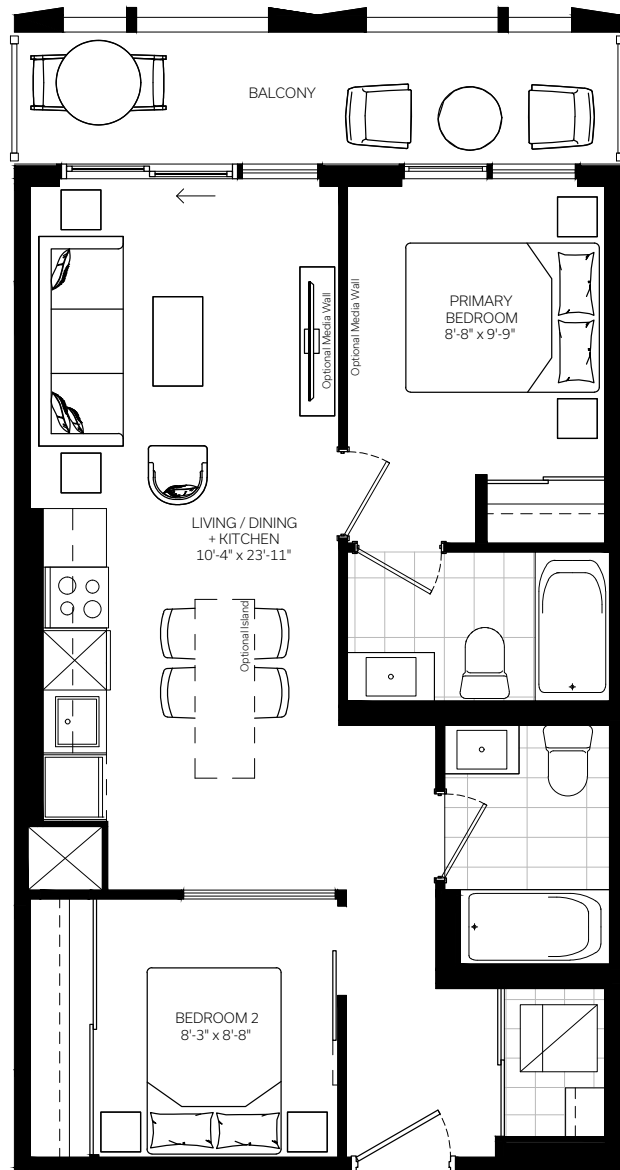 BALCONY
Optional Media Wall
Optional Media Wall
PRIMARY
BEDROOM
8'-8" x 9'-9"
LIVING / DINING
+ KITCHEN
10'-4" x 23'-11"
Optional Island
BEDROOM 2
8'-3" x 8'-8"